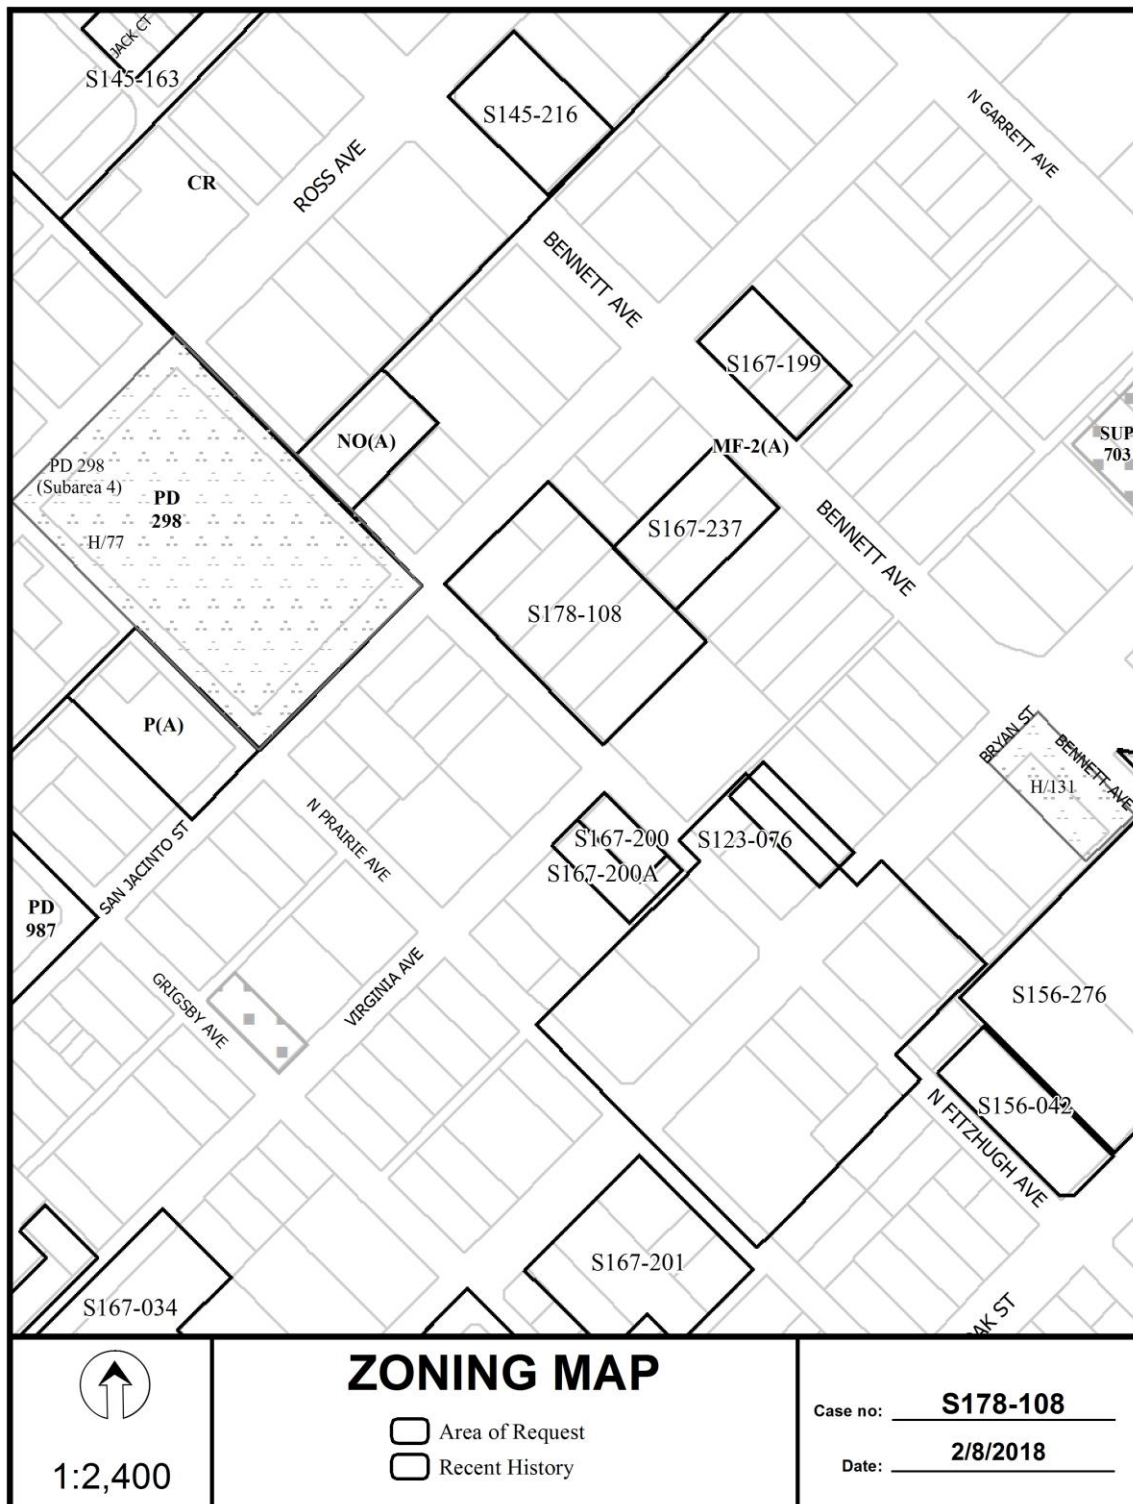 JACK CT
S145-163
S145-216
N GARRETT AVE
CR
ROSS AVE
BENNETT AVE
S167-199
NO(A)
MF-2(A)
SUP
703
PD 298
(Subarea 4)
PD
298
H/77
S167-237
BENNETT AVE
S178-108
P(A)
BRYAN ST
BENNETT AVE
H/131
N PRAIRIE AVE
S167-200
S123-076
S167-200A
SAN JACINTO ST
PD
987
GRIGSBY AVE
VIRGINIA AVE
S156-276
S156-042
N FITZHUGH AVE
S167-201
S167-034
AK ST
ZONING MAP
Area of Request
Recent History
1:2,400
Case no: S178-108
Date: 2/8/2018